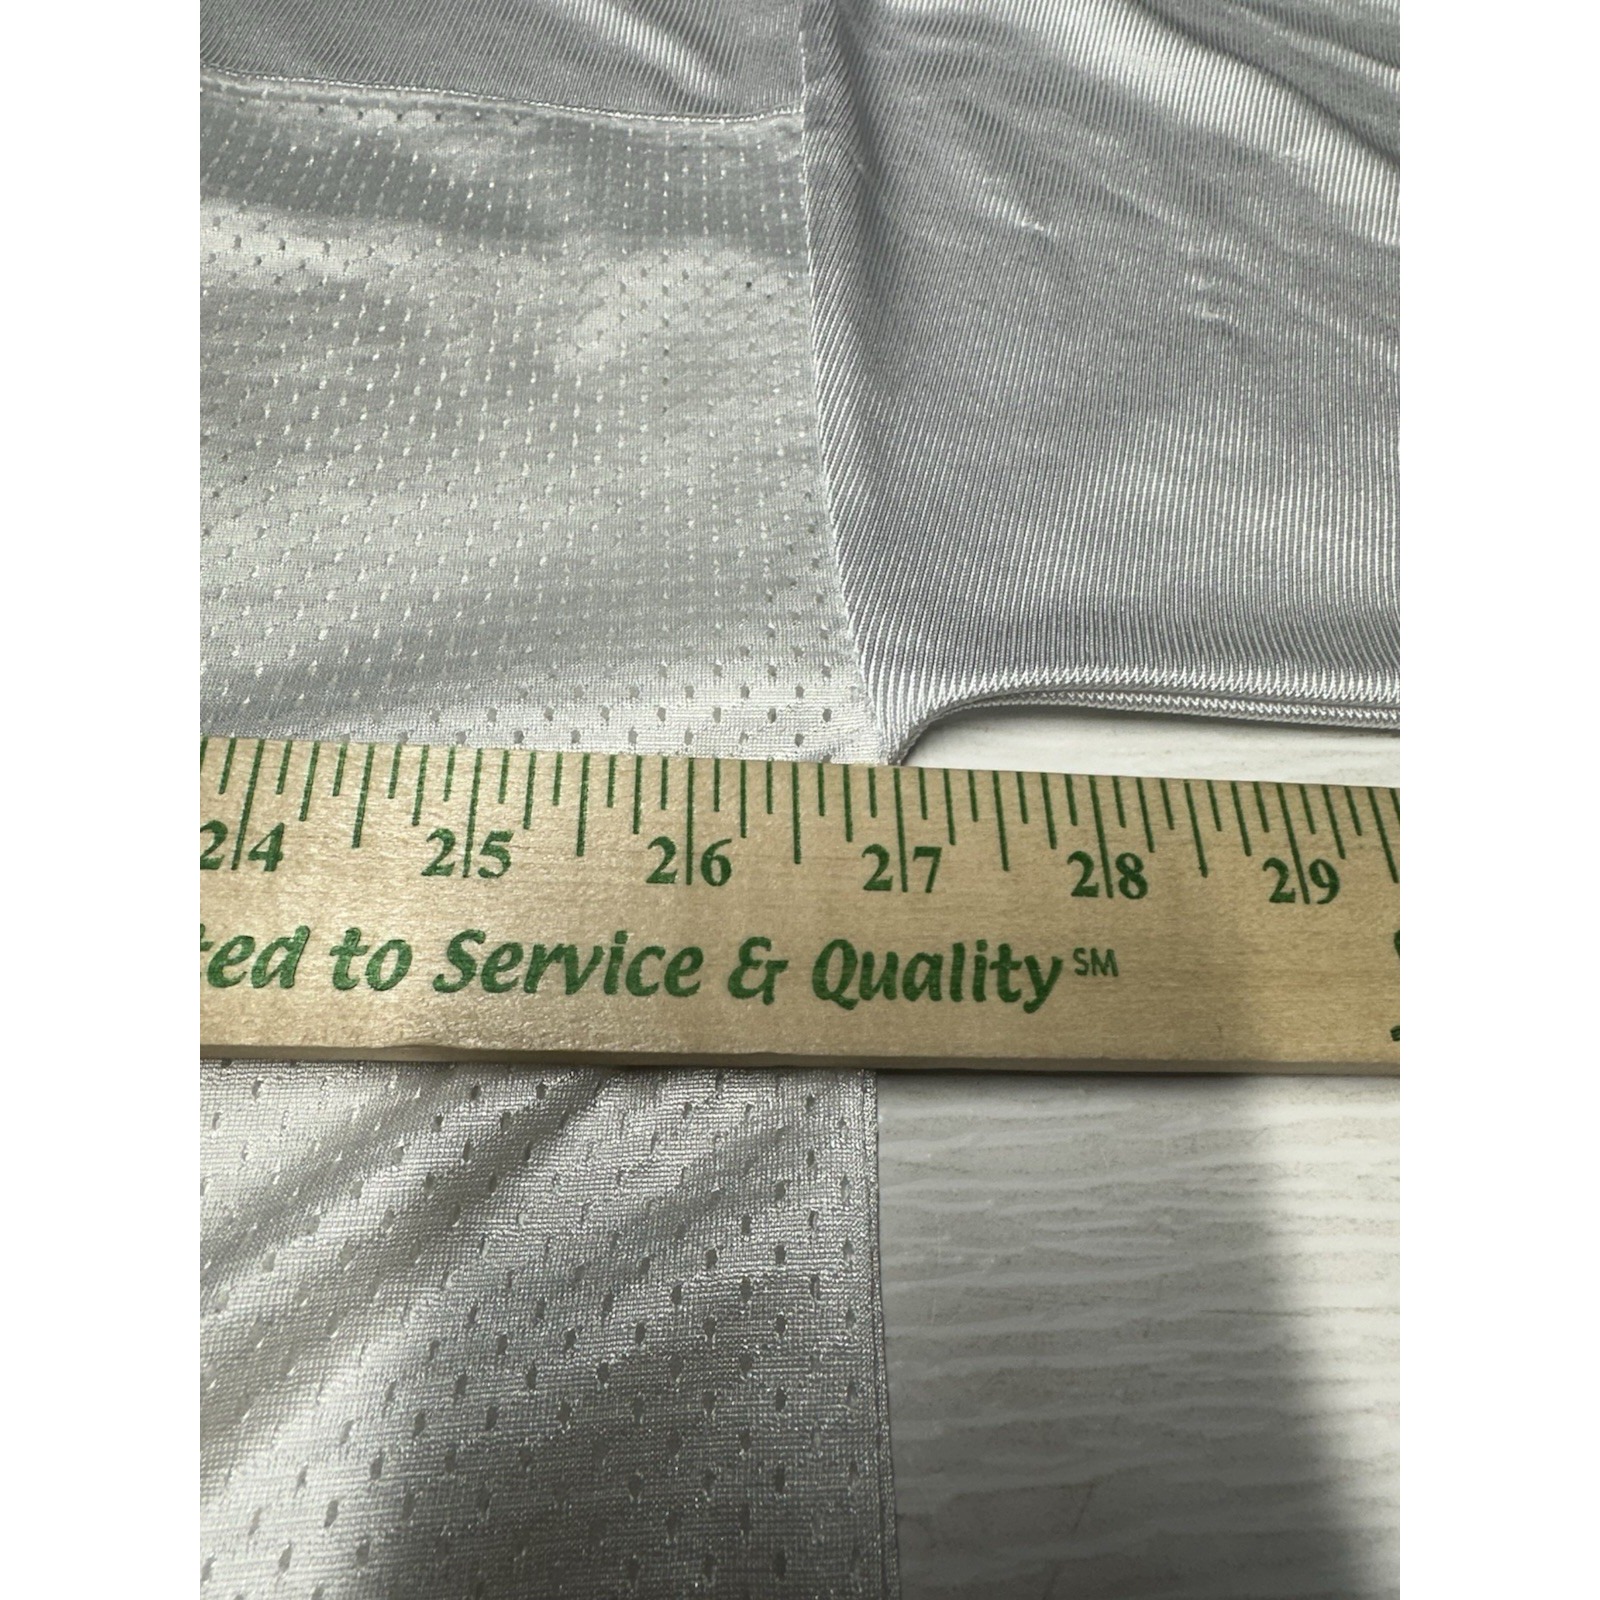 24 25 26 27 28 29
ted to Service & Quality SM